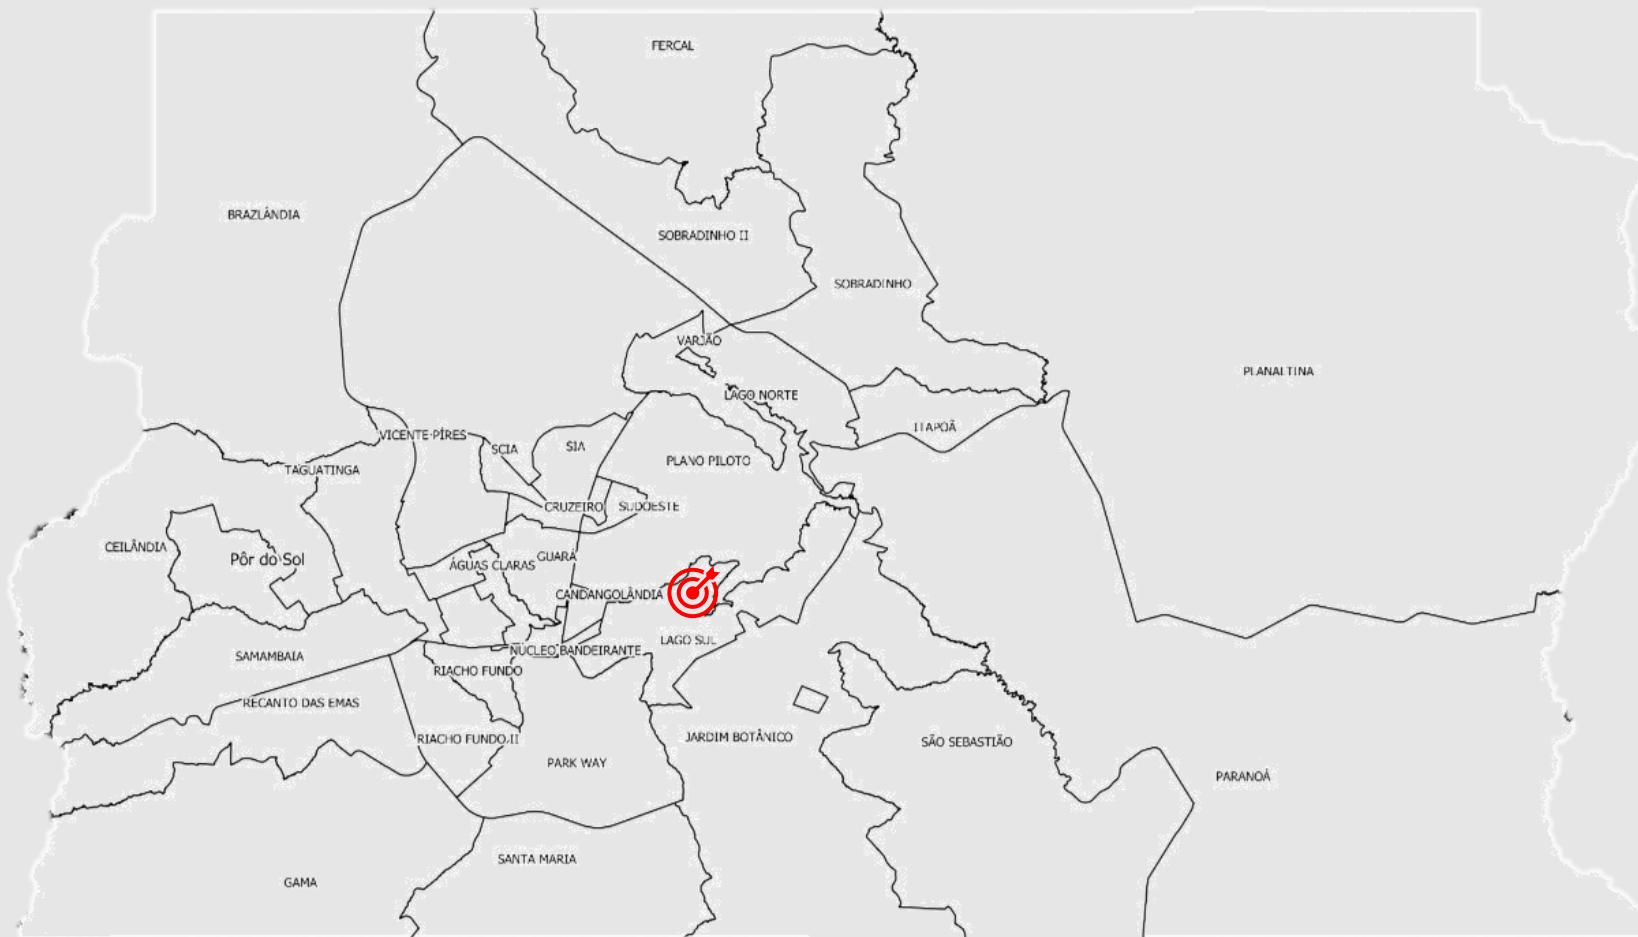 FERCAL
BRAZLÂNDIA
SOBRADINHO II
SOBRADINHO
VARJÃO
PLANALTINA
LAGO NORTE
ITAPOÃ
VICENTE PIRES
SCIA
SIA
PLANO PILOTO
TAGUATINGA
CRUZEIRO
SUDOESTE
CEILÂNDIA
Pôr do Sol
ÁGUAS CLARAS
GUARÁ
CANDANGOLÂNDIA
LAGO SUL
NÚCLEO BANDEIRANTE
SAMAMBAIA
RIACHO FUNDO
RECANTO DAS EMAS
RIACHO FUNDO II
JARDIM BOTÂNICO
SÃO SEBASTIÃO
PARK WAY
PARANOÁ
SANTA MARIA
GAMA